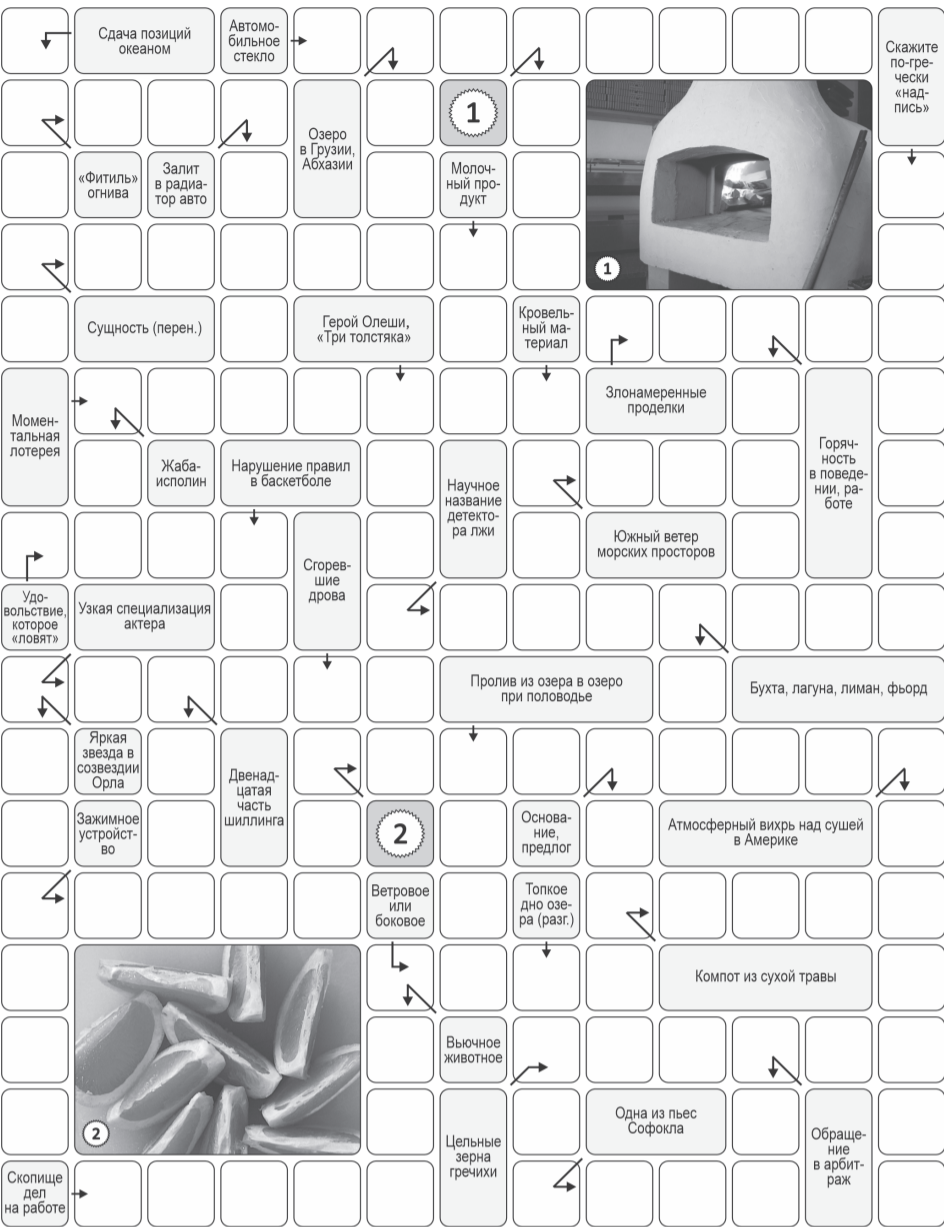 Сдача позиций
океаном
Автомо-
бильное
стекло
Скажите
по-гре-
чески
«над-
пись»
Озеро
в Грузии,
Абхазии
1
«Фитиль»
огнива
Залит
в радиа-
тор авто
Молоч-
ный про-
дукт
1
Сущность (перен.)
Герой Олеши,
«Три толстяка»
Кровель-
ный ма-
териал
Момен-
тальная
лотерея
Злонамеренные
проделки
Горяч-
ность
в поведе-
нии, ра-
боте
Жаба-
исполин
Нарушение правил
в баскетболе
Научное
название
детекто-
ра лжи
Сгорев-
шие
дрова
Южный ветер
морских просторов
Удо-
вольствие,
которое
«ловят»
Узкая специализация
актера
Пролив из озера в озеро
при половодье
Бухта, лагуна, лиман, фьорд
Яркая
звезда в
созвездии
Орла
Двенад-
цатая
часть
шиллинга
Зажимное
устройст-
во
2
Основа-
ние,
предлог
Атмосферный вихрь над сушей
в Америке
Ветровое
или
боковое
Топкое
дно озе-
ра (разг.)
Компот из сухой травы
Вьючное
животное
2
Цельные
зерна
гречихи
Одна из пьес
Софокла
Обраще-
ние
в арбит-
раж
Скопище
дел
на работе